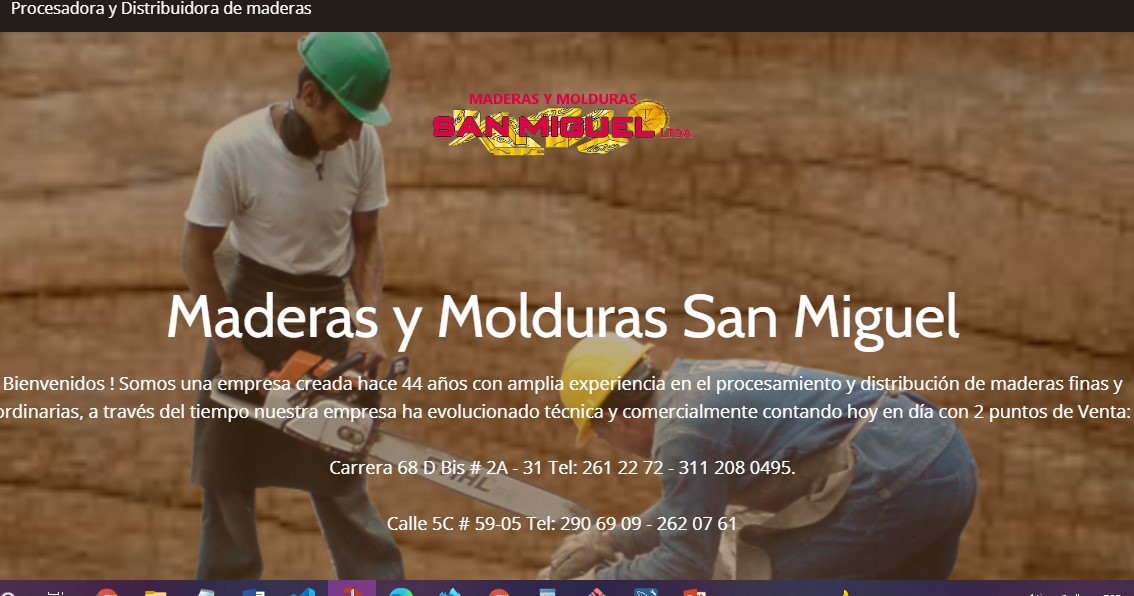 Procesadora y Distribuidora de maderas
MADERAS Y MOLDURAS
SAN MIGUEL LTDA.
Maderas y Molduras San Miguel
Bienvenidos ! Somos una empresa creada hace 44 años con amplia experiencia en el procesamiento y distribución de maderas finas y
ordinarias, a través del tiempo nuestra empresa ha evolucionado técnica y comercialmente contando hoy en día con 2 puntos de Venta:
Carrera 68 D Bis # 2A - 31 Tel: 261 22 72 - 311 208 0495.
STIHL
Calle 5C # 59-05 Tel: 290 69 09 - 262 07 61